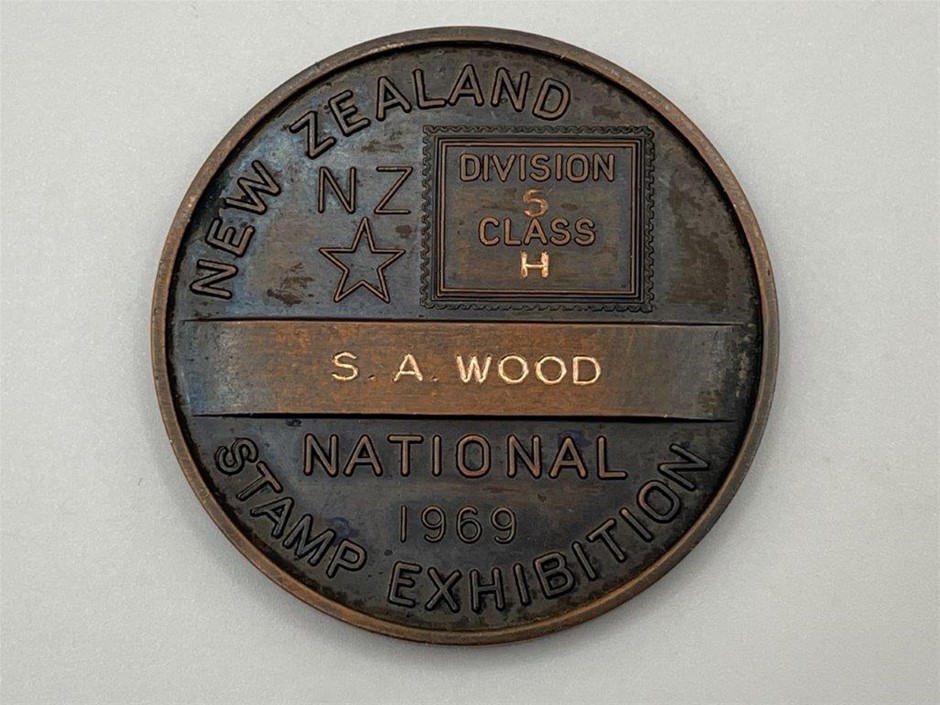 NEW ZEALAND
NZ
DIVISION
5
CLASS
H
S. A. WOOD
NATIONAL
1969
STAMP EXHIBITION